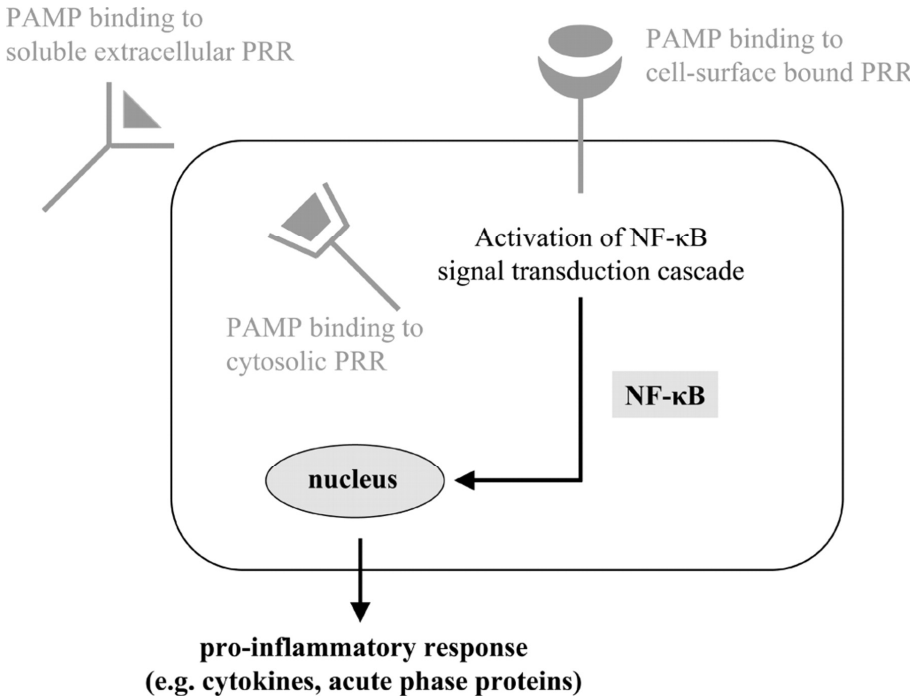 PAMP binding to
soluble extracellular PRR
PAMP binding to
cell-surface bound PRR
Activation of NF-κB
signal transduction cascade
PAMP binding to
cytosolic PRR
NF-κB
nucleus
pro-inflammatory response
(e.g. cytokines, acute phase proteins)